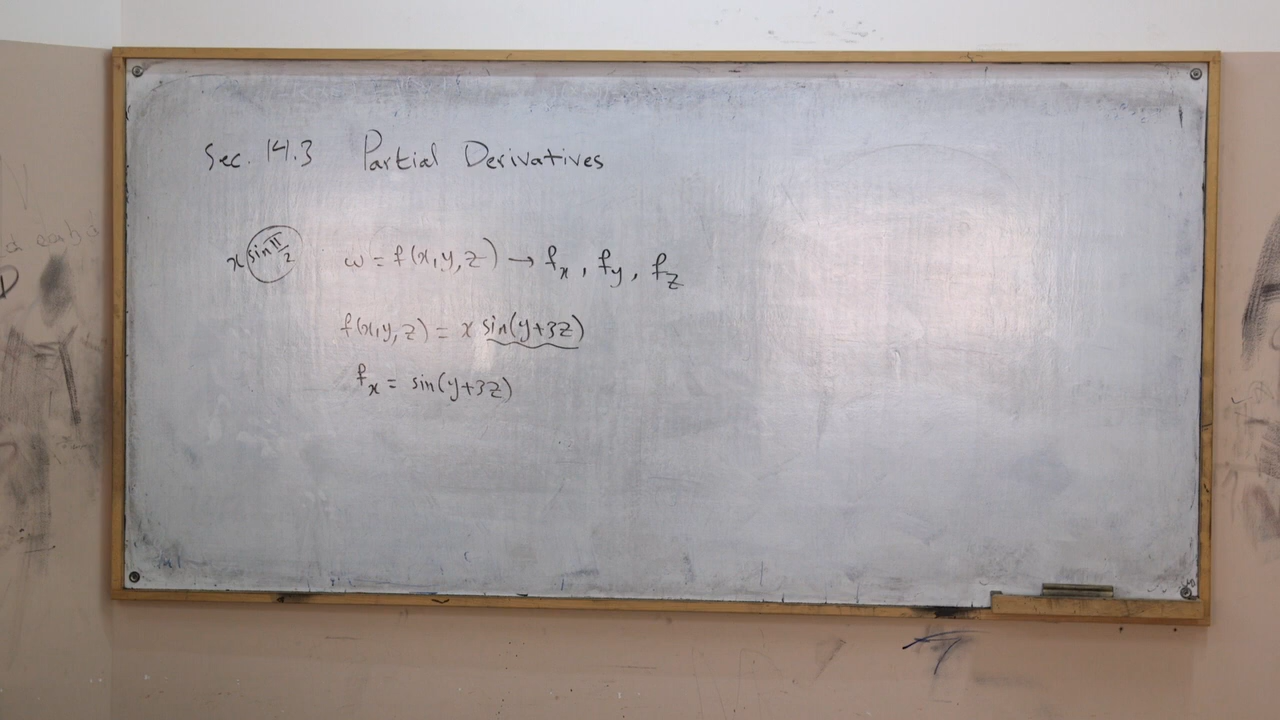 Sec. 14.3 Partial Derivatives
x sin π/2
w = f(x,y,z) → fx, fy, fz
f(x,y,z) = x sin(y+3z)
fx = sin(y+3z)